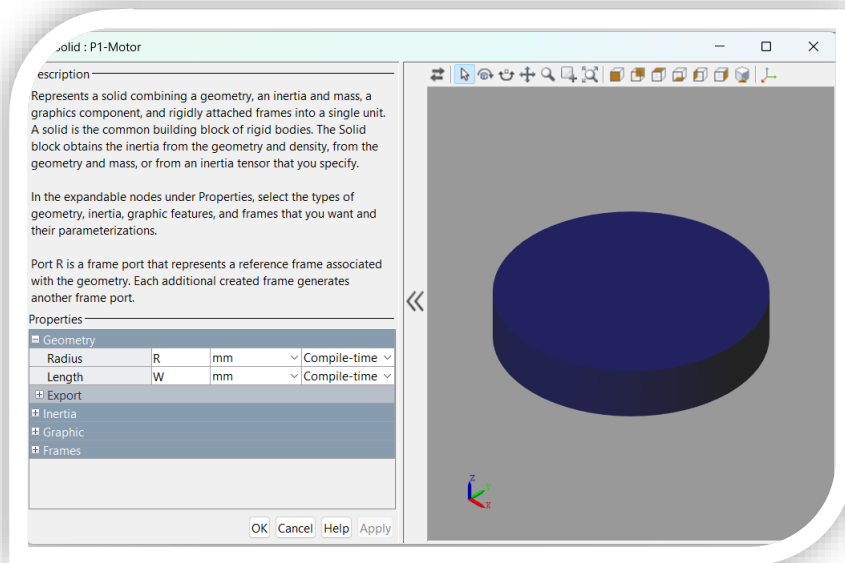 olid : P1-Motor
escription
Represents a solid combining a geometry, an inertia and mass, a
graphics component, and rigidly attached frames into a single unit.
A solid is the common building block of rigid bodies. The Solid
block obtains the inertia from the geometry and density, from the
geometry and mass, or from an inertia tensor that you specify.
In the expandable nodes under Properties, select the types of
geometry, inertia, graphic features, and frames that you want and
their parameterizations.
Port R is a frame port that represents a reference frame associated
with the geometry. Each additional created frame generates
another frame port.
Properties
Geometry
Radius R mm Compile-time
Length W mm Compile-time
Export
Inertia
Graphic
Frames
OK Cancel Help Apply
Z
Y
X